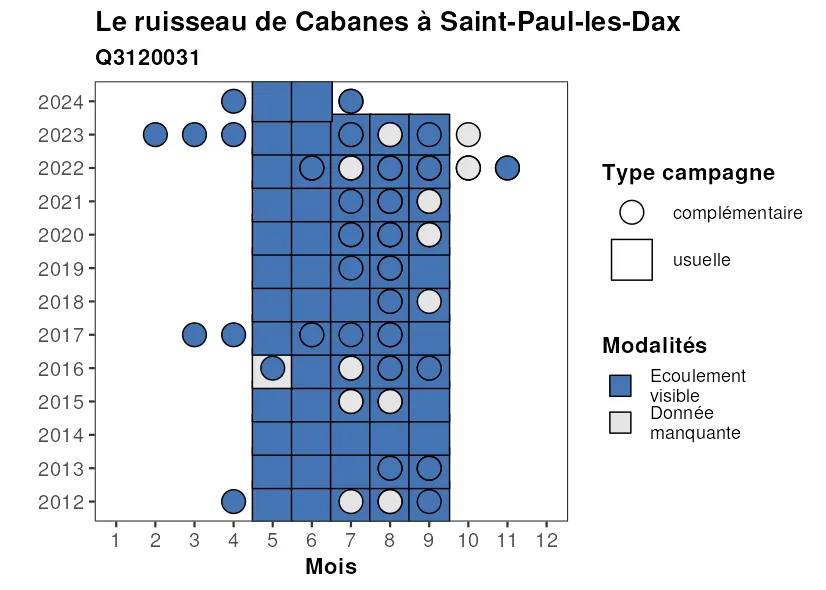 Le ruisseau de Cabanes à Saint-Paul-les-Dax
Q3120031
2024
2023
2022
2021
2020
2019
2018
2017
2016
2015
2014
2013
2012
1 2 3 4 5 6 7 8 9 10 11 12
Mois
Type campagne
complémentaire
usuelle
Modalités
Ecoulement
visible
Donnée
manquante